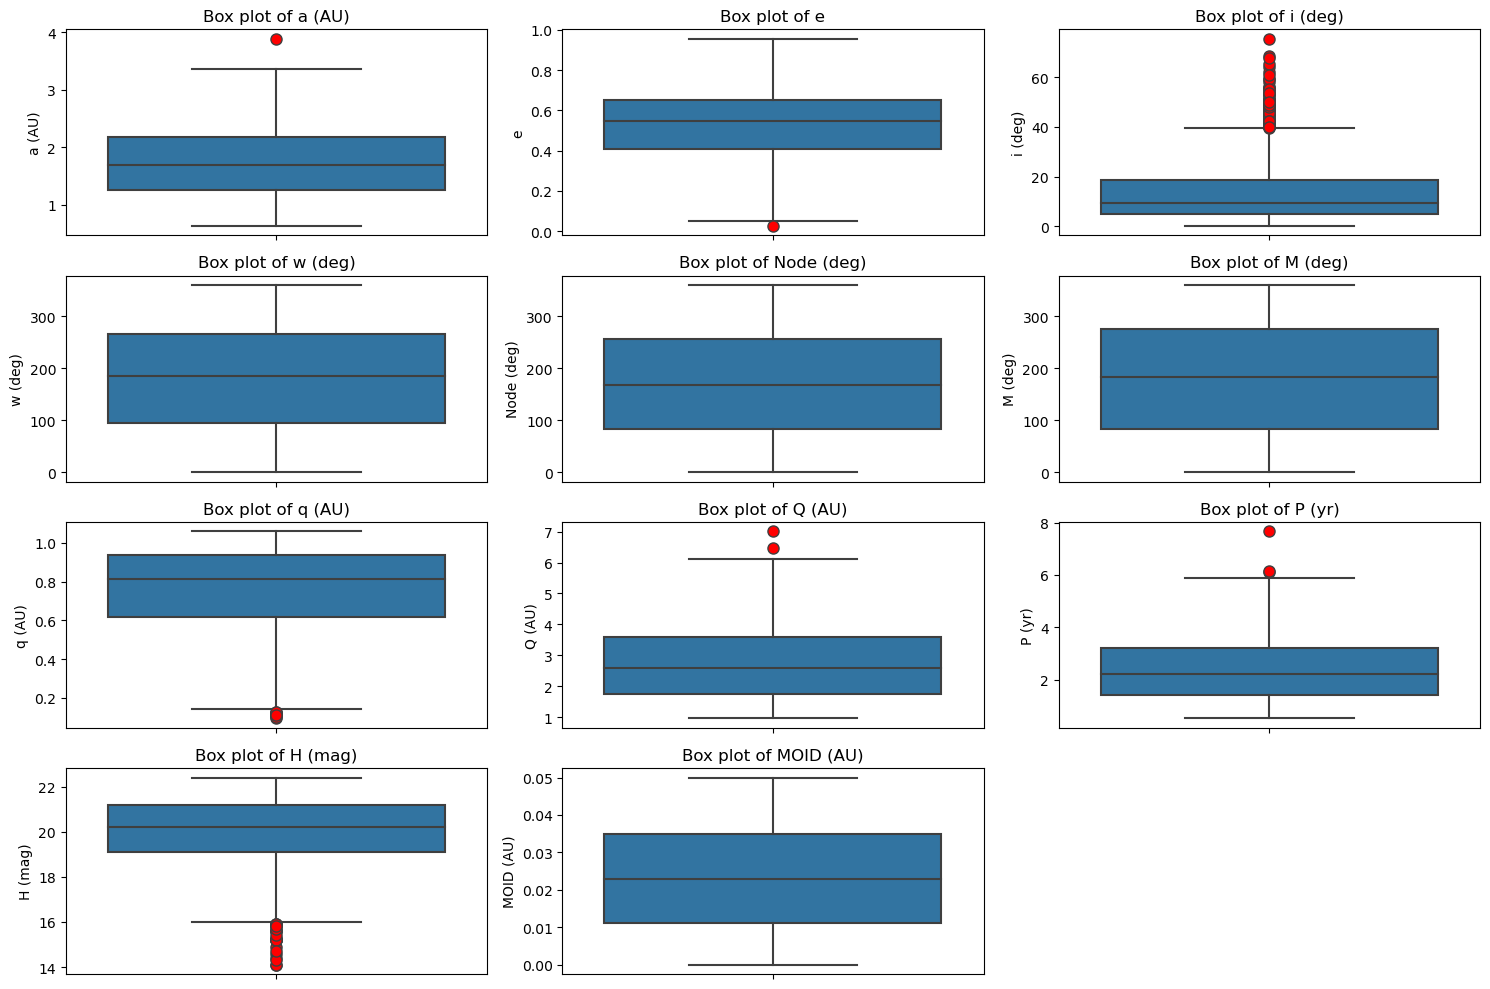 Box plot of a (AU)
4
3
2
1
a (AU)
Box plot of e
1.0
0.8
0.6
0.4
0.2
0.0
e
Box plot of i (deg)
60
40
20
0
i (deg)
Box plot of w (deg)
300
200
100
0
w (deg)
Box plot of Node (deg)
300
200
100
0
Node (deg)
Box plot of M (deg)
300
200
100
0
M (deg)
Box plot of q (AU)
1.0
0.8
0.6
0.4
0.2
q (AU)
Box plot of Q (AU)
7
6
5
4
3
2
1
Q (AU)
Box plot of P (yr)
8
6
4
2
P (yr)
Box plot of H (mag)
22
20
18
16
14
H (mag)
Box plot of MOID (AU)
0.05
0.04
0.03
0.02
0.01
0.00
MOID (AU)